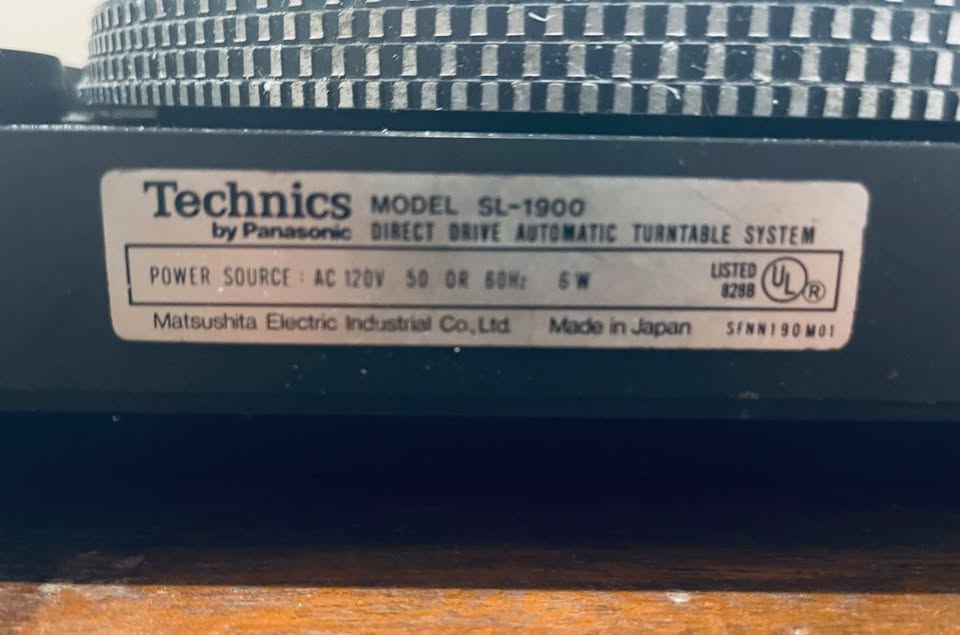 Technics MODEL SL-1900
by Panasonic DIRECT DRIVE AUTOMATIC TURNTABLE SYSTEM
POWER SOURCE : AC 120V 50 OR 60Hz 6W
LISTED
828B
UL ®
Matsushita Electric Industrial Co.,Ltd. Made in Japan SFNN190M01